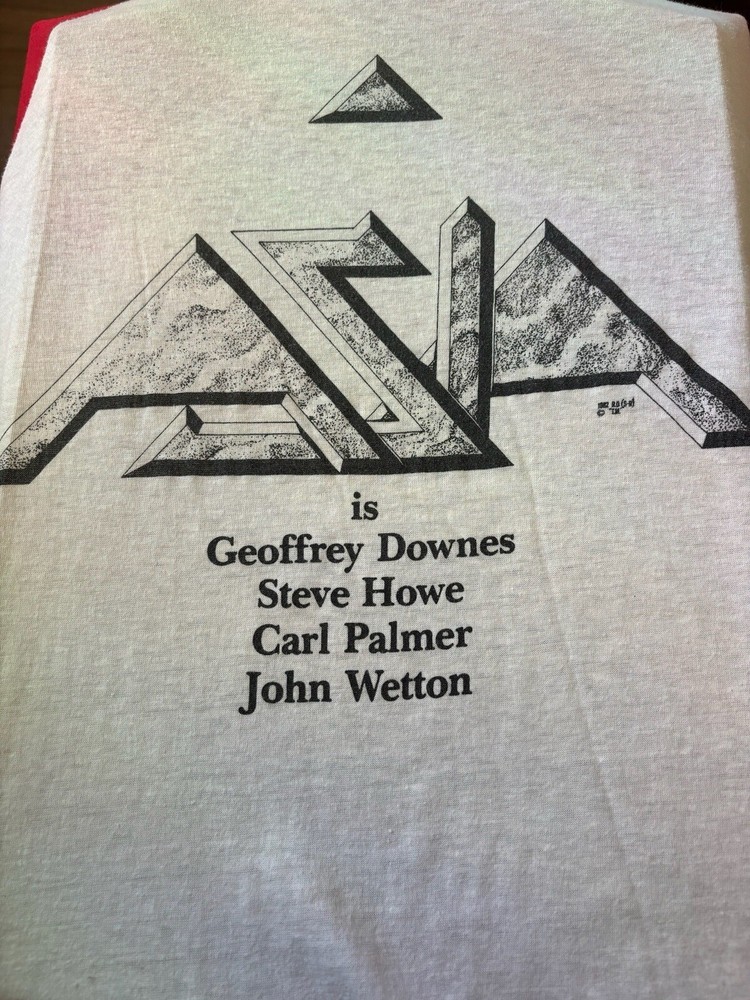 ASIA
is
Geoffrey Downes
Steve Howe
Carl Palmer
John Wetton